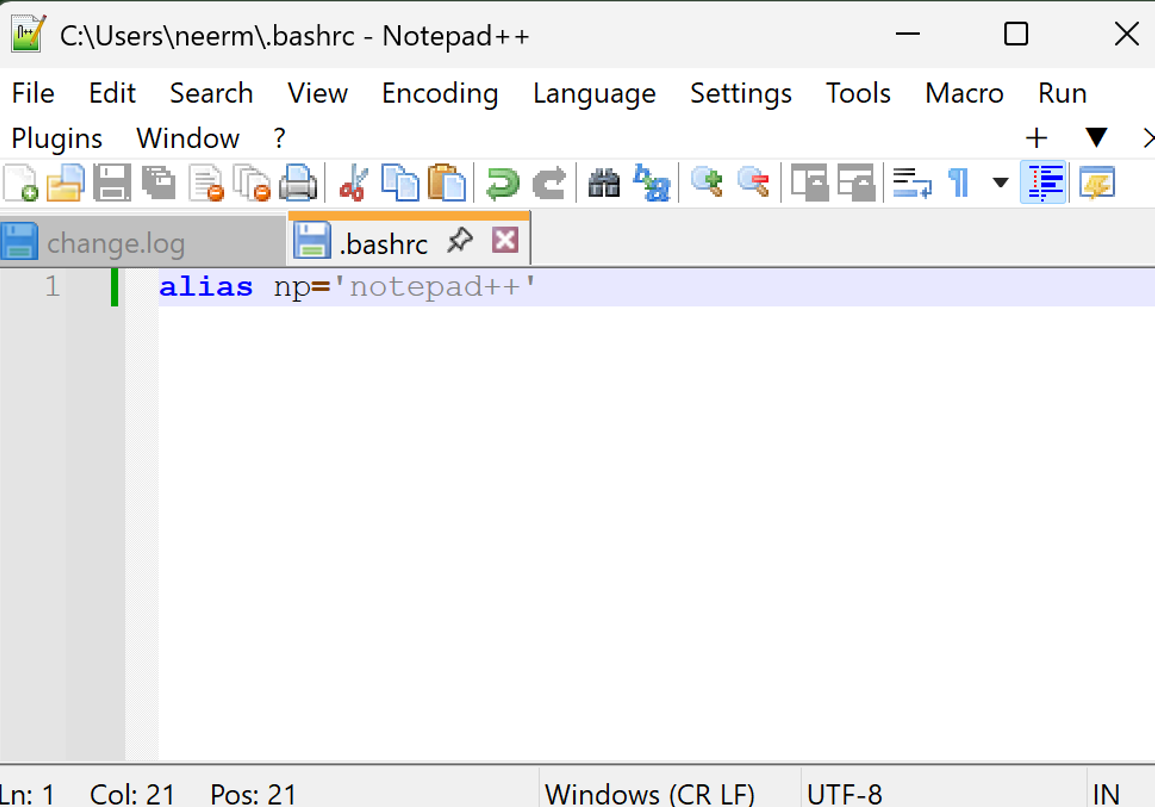 C:\Users\neerm\.bashrc - Notepad++
File Edit Search View Encoding Language Settings Tools Macro Run
Plugins Window ?
change.log .bashrc
1 alias np='notepad++'
Ln: 1 Col: 21 Pos: 21 Windows (CR LF) UTF-8 IN